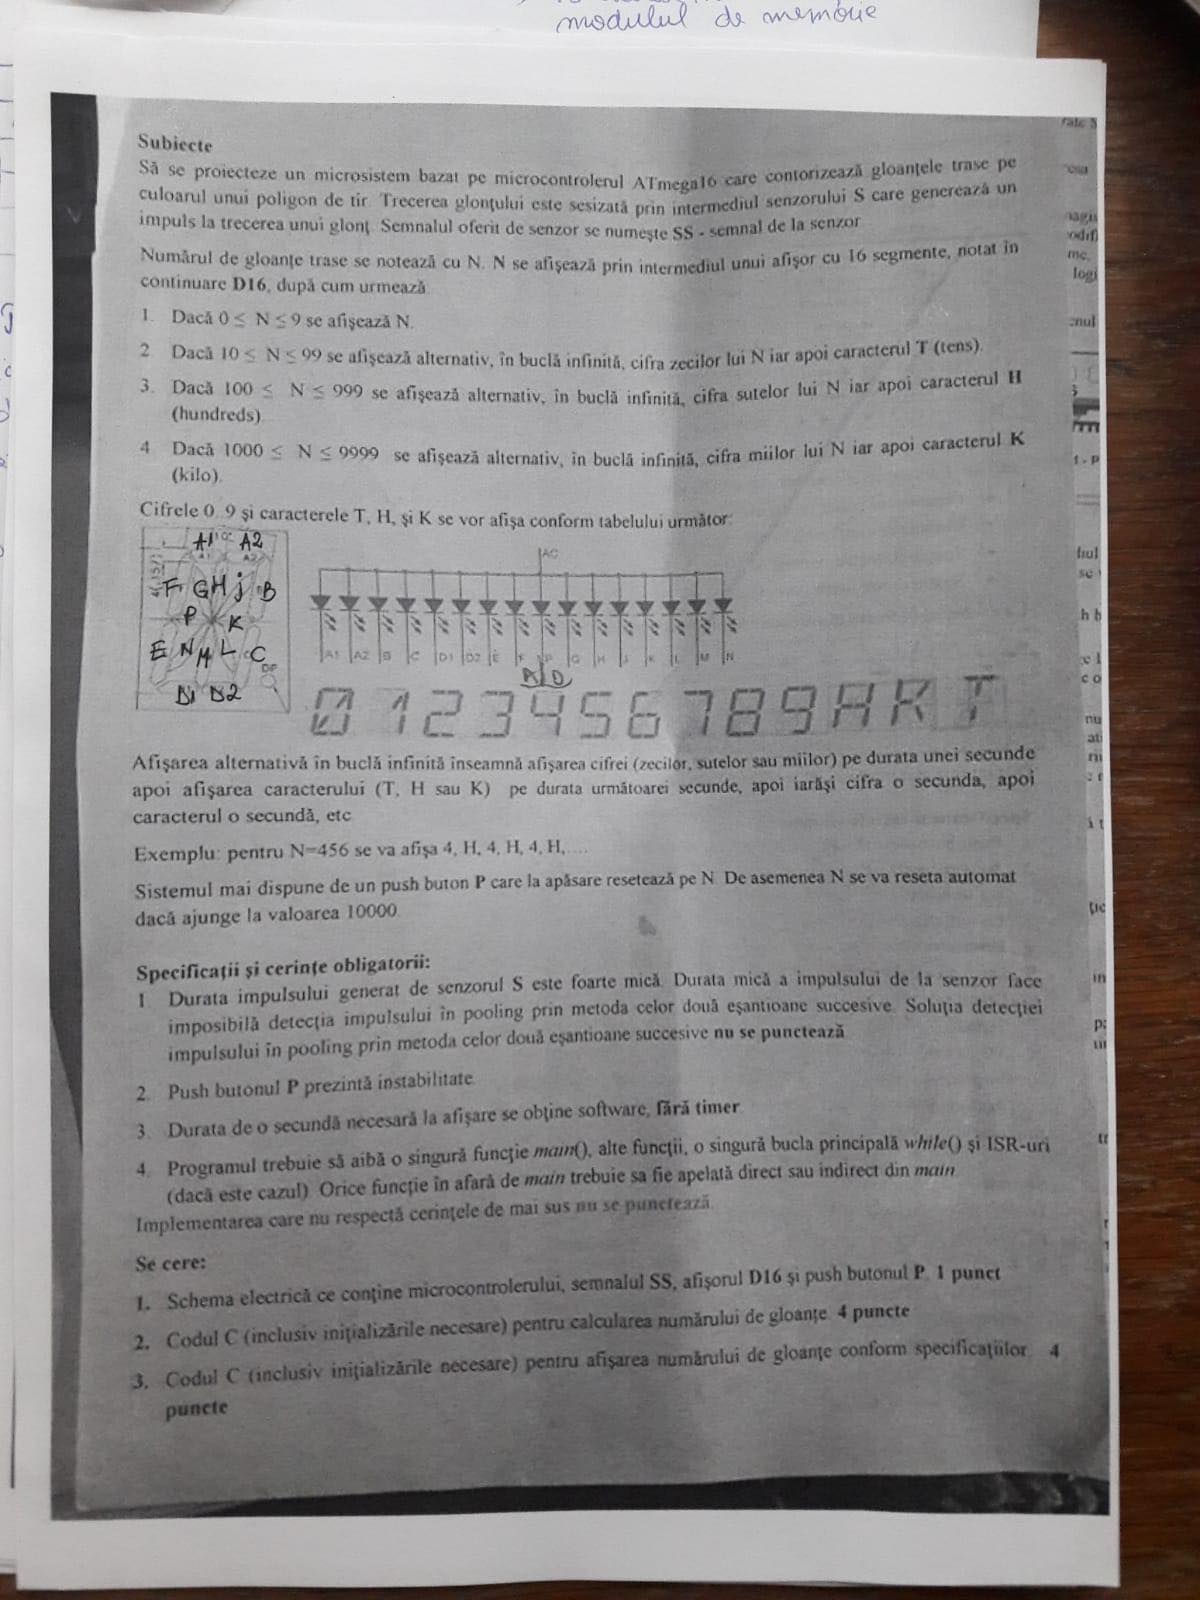 modulul de memorie
Subiecte
Să se proiecteze un microsistem bazat pe microcontrolerul ATmega16 care contorizează gloanțele trase pe
culoarul unui poligon de tir. Trecerea glonțului este sesizată prin intermediul senzorului S care generează un
impuls la trecerea unui glonț. Semnalul oferit de senzor se numește SS - semnal de la senzor
Numărul de gloanțe trase se notează cu N. N se afișează prin intermediul unui afișor cu 16 segmente, notat în
continuare D16, după cum urmează
1. Dacă 0 ≤ N ≤ 9 se afișează N.
2. Dacă 10 ≤ N ≤ 99 se afișează alternativ, în buclă infinită, cifra zecilor lui N iar apoi caracterul T (tens).
3. Dacă 100 ≤ N ≤ 999 se afișează alternativ, în buclă infinită, cifra sutelor lui N iar apoi caracterul H
(hundreds).
4 Dacă 1000 ≤ N ≤ 9999 se afișează alternativ, în buclă infinită, cifra miilor lui N iar apoi caracterul K
(kilo).
Cifrele 0..9 și caracterele T, H, și K se vor afișa conform tabelului următor:
A1 A2
F G H J B
P K
E N M L C
DP
D1 D2
AC
A1 A2 B C D1 D2 E F P G H J K L M N
0 1 2 3 4 5 6 7 8 9 H K T
Afișarea alternativă în buclă infinită înseamnă afișarea cifrei (zecilor, sutelor sau miilor) pe durata unei secunde
apoi afișarea caracterului (T, H sau K) pe durata următoarei secunde, apoi iarăși cifra o secunda, apoi
caracterul o secundă, etc
Exemplu: pentru N=456 se va afișa 4, H, 4, H, 4, H,....
Sistemul mai dispune de un push buton P care la apăsare resetează pe N. De asemenea N se va reseta automat
dacă ajunge la valoarea 10000.
Specificații și cerințe obligatorii:
1 Durata impulsului generat de senzorul S este foarte mică. Durata mică a impulsului de la senzor face
imposibilă detecția impulsului în pooling prin metoda celor două eșantioane succesive. Soluția detecției
impulsului în pooling prin metoda celor două eșantioane succesive nu se punctează
2. Push butonul P prezintă instabilitate.
3. Durata de o secundă necesară la afișare se obține software, fără timer.
4. Programul trebuie să aibă o singură funcție main(), alte funcții, o singură bucla principală while() și ISR-uri
(dacă este cazul). Orice funcție în afară de main trebuie sa fie apelată direct sau indirect din main
Implementarea care nu respectă cerințele de mai sus nu se punctează.
Se cere:
1. Schema electrică ce conține microcontrolerului, semnalul SS, afișorul D16 și push butonul P. 1 punct
2. Codul C (inclusiv inițializările necesare) pentru calcularea numărului de gloanțe. 4 puncte
3. Codul C (inclusiv inițializările necesare) pentru afișarea numărului de gloanțe conform specificațiilor. 4
puncte